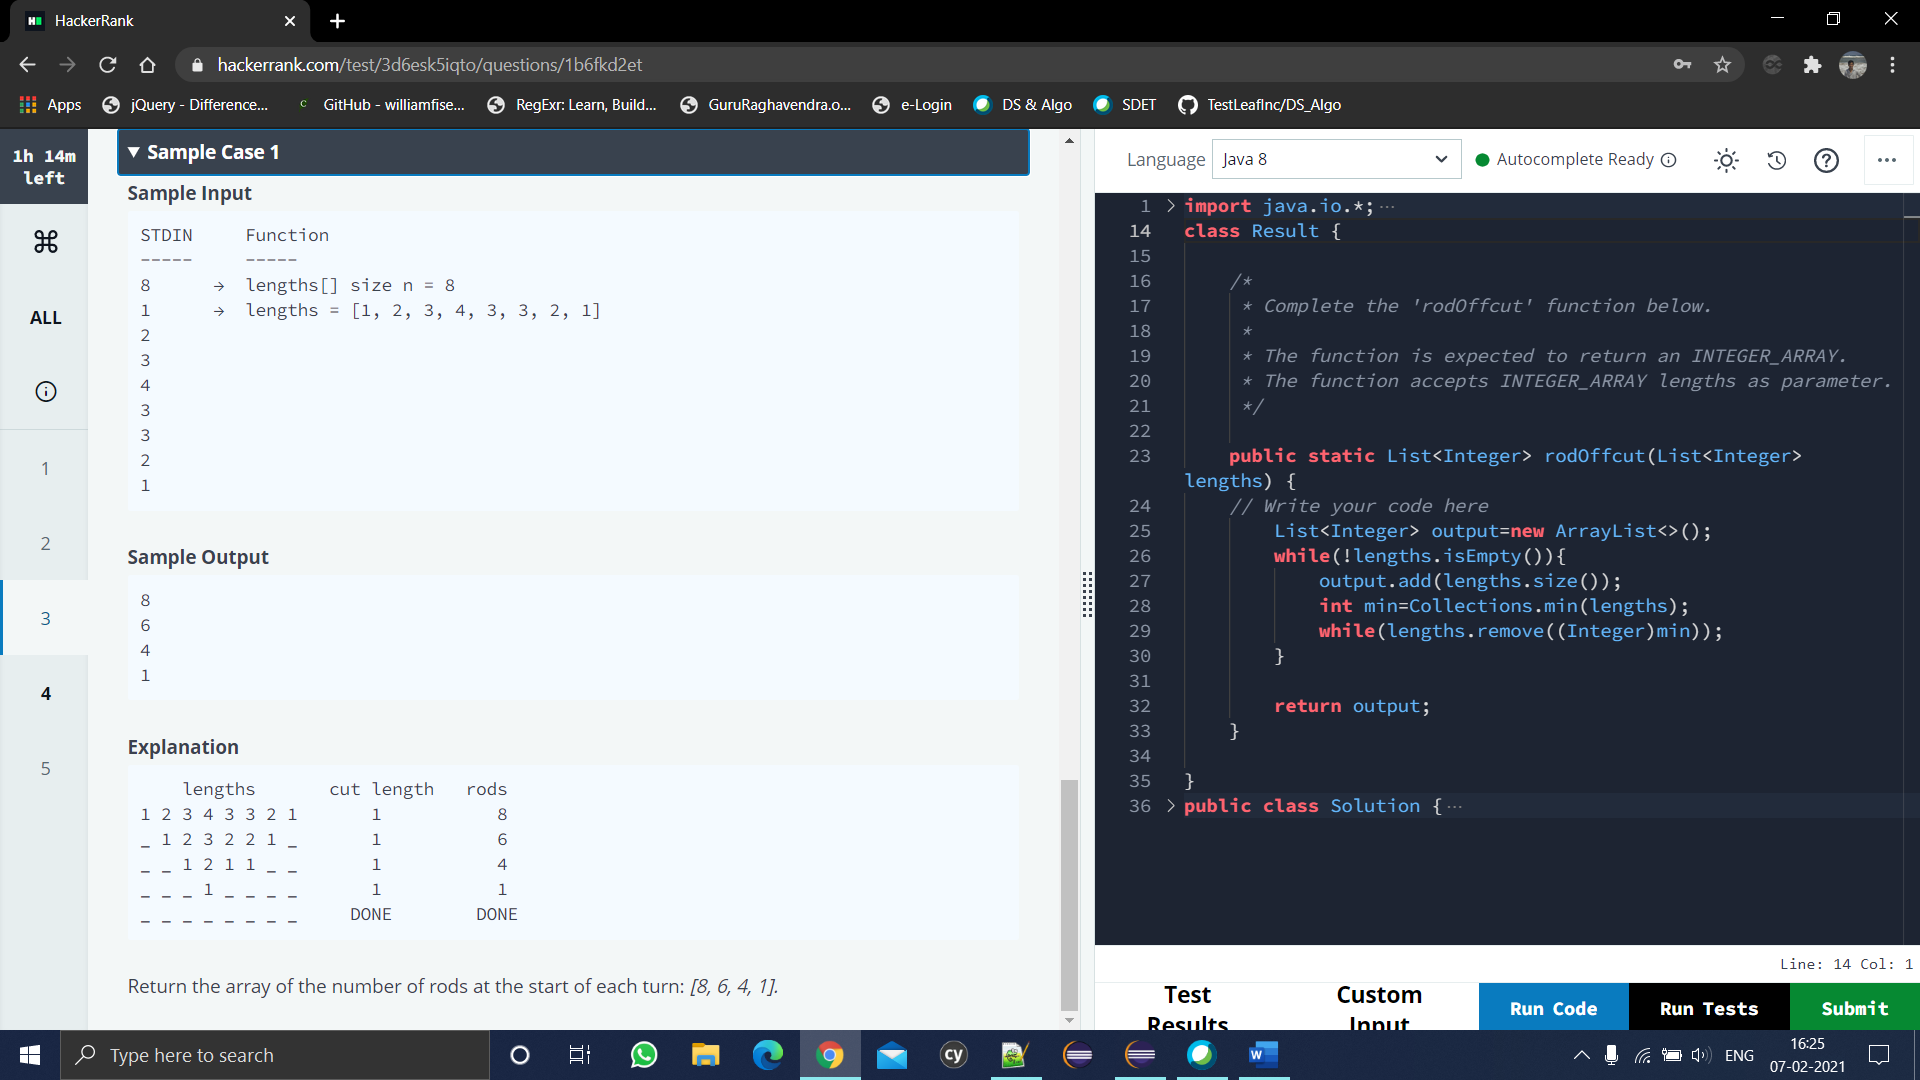 HackerRank
hackerrank.com/test/3d6esk5iqto/questions/1b6fkd2et
Apps
jQuery - Difference...
GitHub - williamfise...
RegExr: Learn, Build...
GuruRaghavendra.o...
e-Login
DS & Algo
SDET
TestLeafInc/DS_Algo
1h 14m
left
ALL
1
2
3
4
5
▼ Sample Case 1
Sample Input
STDIN Function
----- -----
8 → lengths[] size n = 8
1 → lengths = [1, 2, 3, 4, 3, 3, 2, 1]
2
3
4
3
3
2
1
Sample Output
8
6
4
1
Explanation
lengths cut length rods
1 2 3 4 3 3 2 1 1 8
_ 1 2 3 2 2 1 _ 1 6
_ _ 1 2 1 1 _ _ 1 4
_ _ _ 1 _ _ _ _ 1 1
_ _ _ _ _ _ _ _ DONE DONE
Return the array of the number of rods at the start of each turn: [8, 6, 4, 1].
Language Java 8 Autocomplete Ready
1 > import java.io.*; ...
14 class Result {
15
16 /*
17 * Complete the 'rodOffcut' function below.
18 *
19 * The function is expected to return an INTEGER_ARRAY.
20 * The function accepts INTEGER_ARRAY lengths as parameter.
21 */
22
23 public static List<Integer> rodOffcut(List<Integer>
lengths) {
24 // Write your code here
25 List<Integer> output=new ArrayList<>();
26 while(!lengths.isEmpty()){
27 output.add(lengths.size());
28 int min=Collections.min(lengths);
29 while(lengths.remove((Integer)min));
30 }
31
32 return output;
33 }
34
35 }
36 > public class Solution { ...
Line: 14 Col: 1
Test
Results
Custom
Input
Run Code
Run Tests
Submit
Type here to search
cy
W
ENG
16:25
07-02-2021